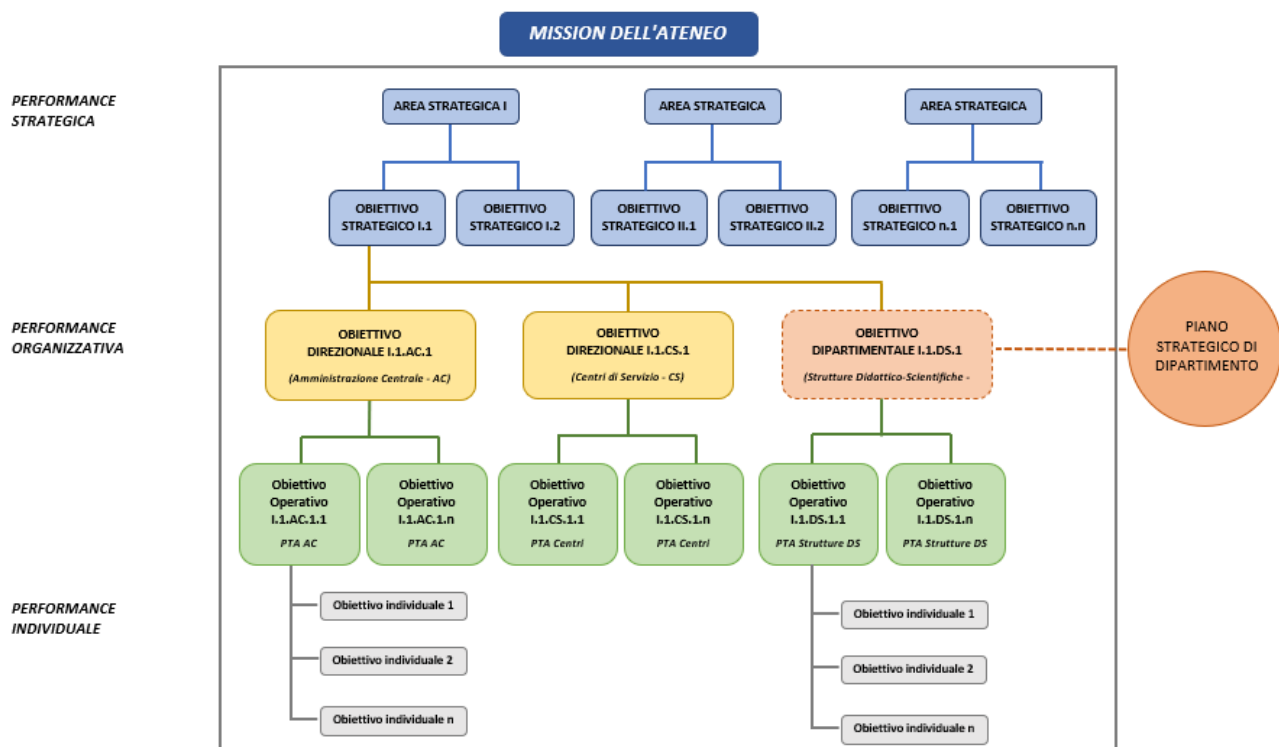 MISSION DELL'ATENEO
PERFORMANCE
STRATEGICA
AREA STRATEGICA I
AREA STRATEGICA
AREA STRATEGICA
OBIETTIVO
STRATEGICO I.1
OBIETTIVO
STRATEGICO I.2
OBIETTIVO
STRATEGICO II.1
OBIETTIVO
STRATEGICO II.2
OBIETTIVO
STRATEGICO n.1
OBIETTIVO
STRATEGICO n.n
PERFORMANCE
ORGANIZZATIVA
OBIETTIVO
DIREZIONALE I.1.AC.1
(Amministrazione Centrale - AC)
OBIETTIVO
DIREZIONALE I.1.CS.1
(Centri di Servizio - CS)
OBIETTIVO
DIPARTIMENTALE I.1.DS.1
(Strutture Didattico-Scientifiche -
PIANO
STRATEGICO DI
DIPARTIMENTO
Obiettivo
Operativo
I.1.AC.1.1
PTA AC
Obiettivo
Operativo
I.1.AC.1.n
PTA AC
Obiettivo
Operativo
I.1.CS.1.1
PTA Centri
Obiettivo
Operativo
I.1.CS.1.n
PTA Centri
Obiettivo
Operativo
I.1.DS.1.1
PTA Strutture DS
Obiettivo
Operativo
I.1.DS.1.n
PTA Strutture DS
PERFORMANCE
INDIVIDUALE
Obiettivo individuale 1
Obiettivo individuale 2
Obiettivo individuale n
Obiettivo individuale 1
Obiettivo individuale 2
Obiettivo individuale n